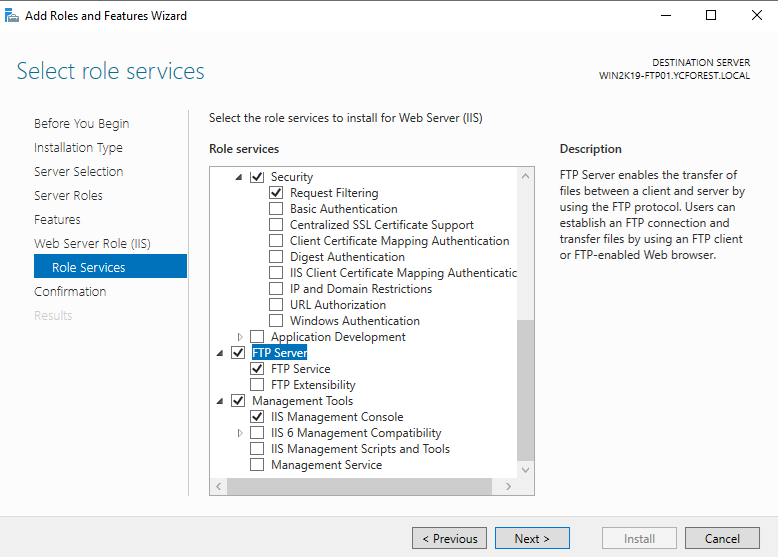 Add Roles and Features Wizard
Select role services
DESTINATION SERVER
WIN2K19-FTP01.YCFOREST.LOCAL
Before You Begin
Installation Type
Server Selection
Server Roles
Features
Web Server Role (IIS)
Role Services
Confirmation
Results
Select the role services to install for Web Server (IIS)
Role services
Security
Request Filtering
Basic Authentication
Centralized SSL Certificate Support
Client Certificate Mapping Authentication
Digest Authentication
IIS Client Certificate Mapping Authenticatic
IP and Domain Restrictions
URL Authorization
Windows Authentication
Application Development
FTP Server
FTP Service
FTP Extensibility
Management Tools
IIS Management Console
IIS 6 Management Compatibility
IIS Management Scripts and Tools
Management Service
Description
FTP Server enables the transfer of
files between a client and server by
using the FTP protocol. Users can
establish an FTP connection and
transfer files by using an FTP client
or FTP-enabled Web browser.
< Previous
Next >
Install
Cancel